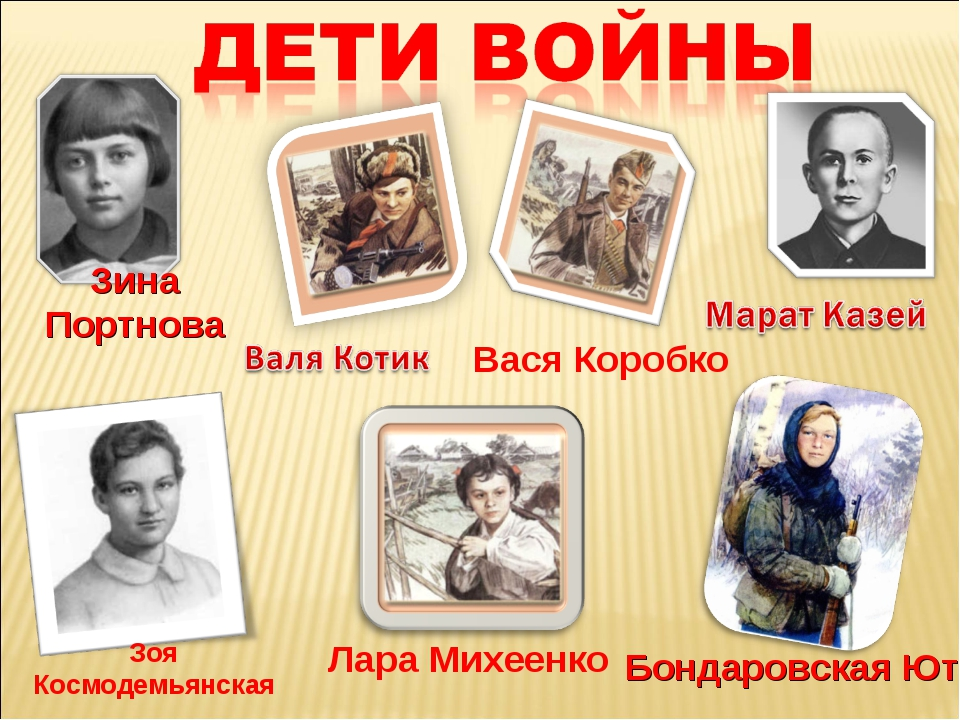 ДЕТИ ВОЙНЫ
Зина
Портнова
Валя Котик
Вася Коробко
Марат Казей
Зоя
Космодемьянская
Лара Михеенко
Бондаровская Ют